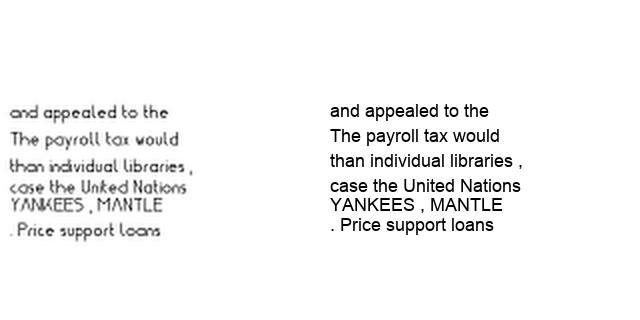 and appealed to the
The payroll tax would
than individual libraries ,
case the United Nations
YANKEES , MANTLE
. Price support loans
and appealed to the
The payroll tax would
than individual libraries ,
case the United Nations
YANKEES , MANTLE
. Price support loans